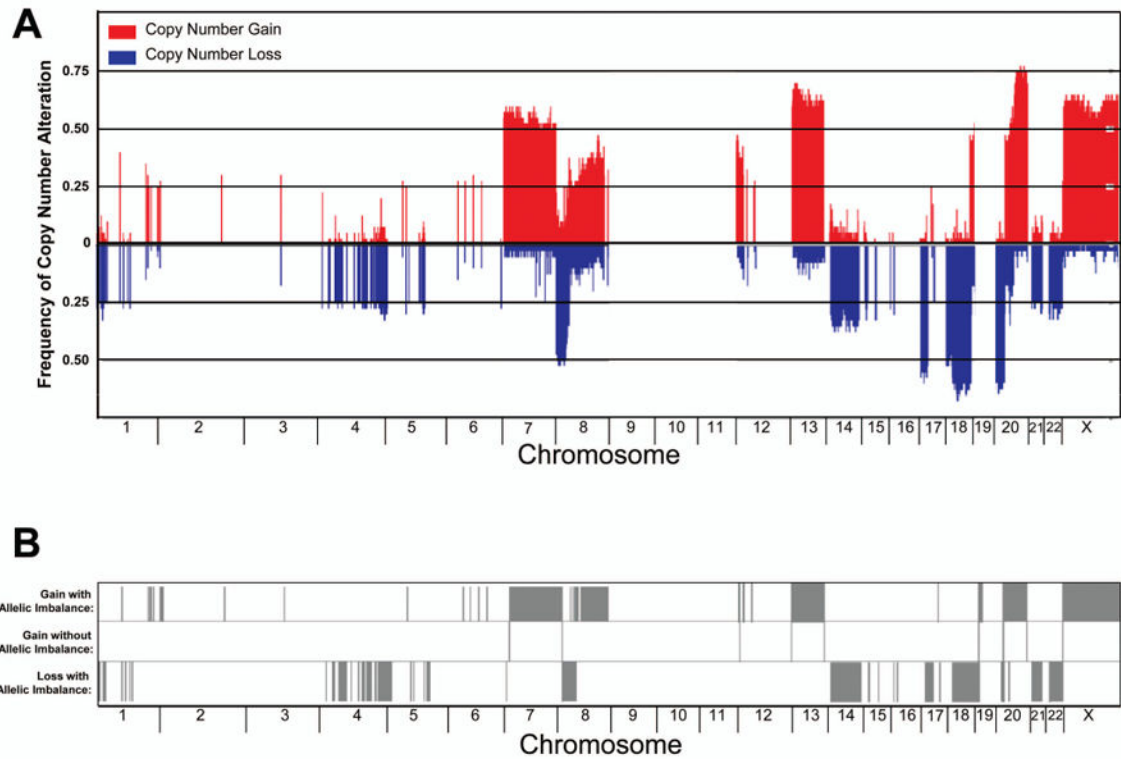 A
Copy Number Gain
Copy Number Loss
Frequency of Copy Number Alteration
0.75
0.50
0.25
0
0.25
0.50
1 2 3 4 5 6 7 8 9 10 11 12 13 14 15 16 17 18 19 20 21 22 X
Chromosome
B
Gain with
Allelic Imbalance:
Gain without
Allelic Imbalance:
Loss with
Allelic Imbalance:
1 2 3 4 5 6 7 8 9 10 11 12 13 14 15 16 17 18 19 20 21 22 X
Chromosome